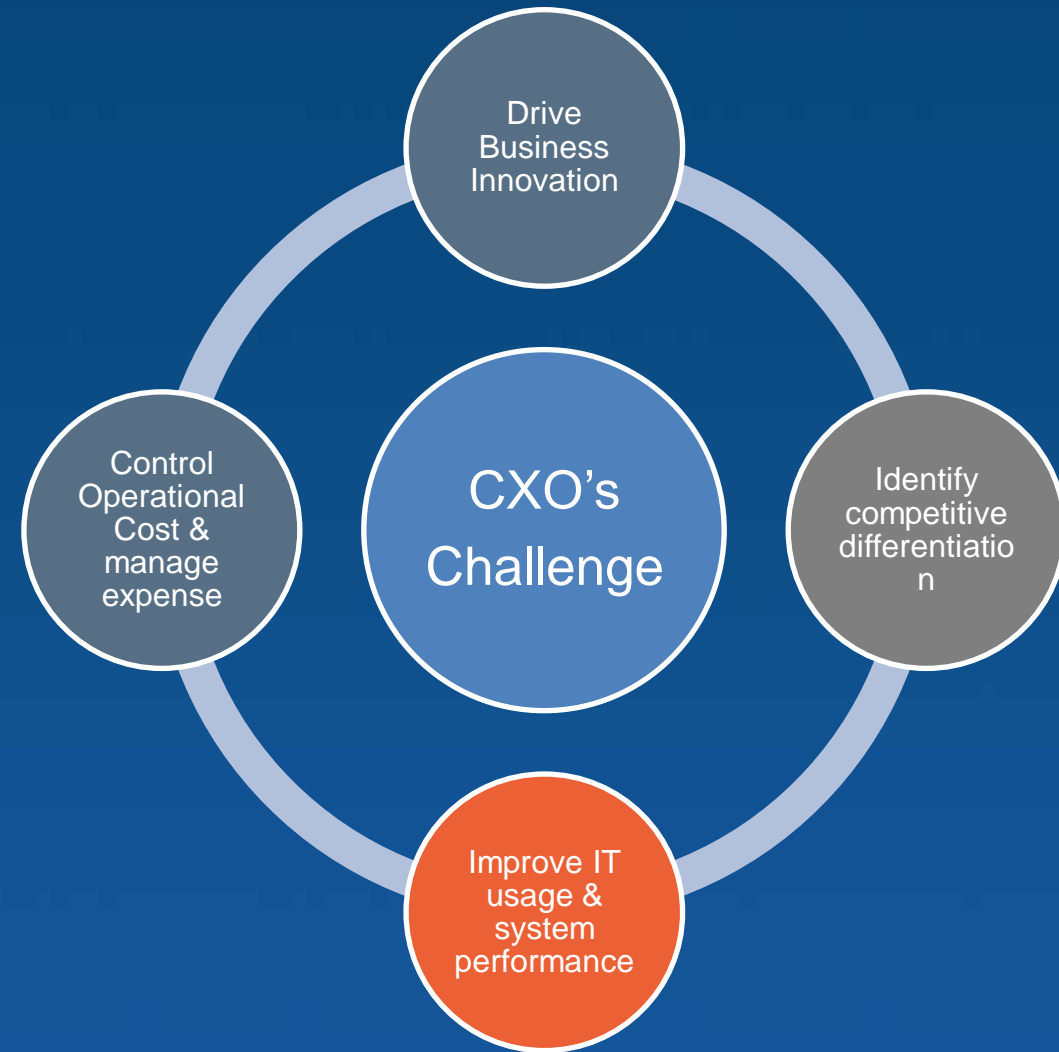 Drive
Business
Innovation
Control
Operational
Cost &
manage
expense
CXO’s
Challenge
Identify
competitive
differentiatio
n
Improve IT
usage &
system
performance